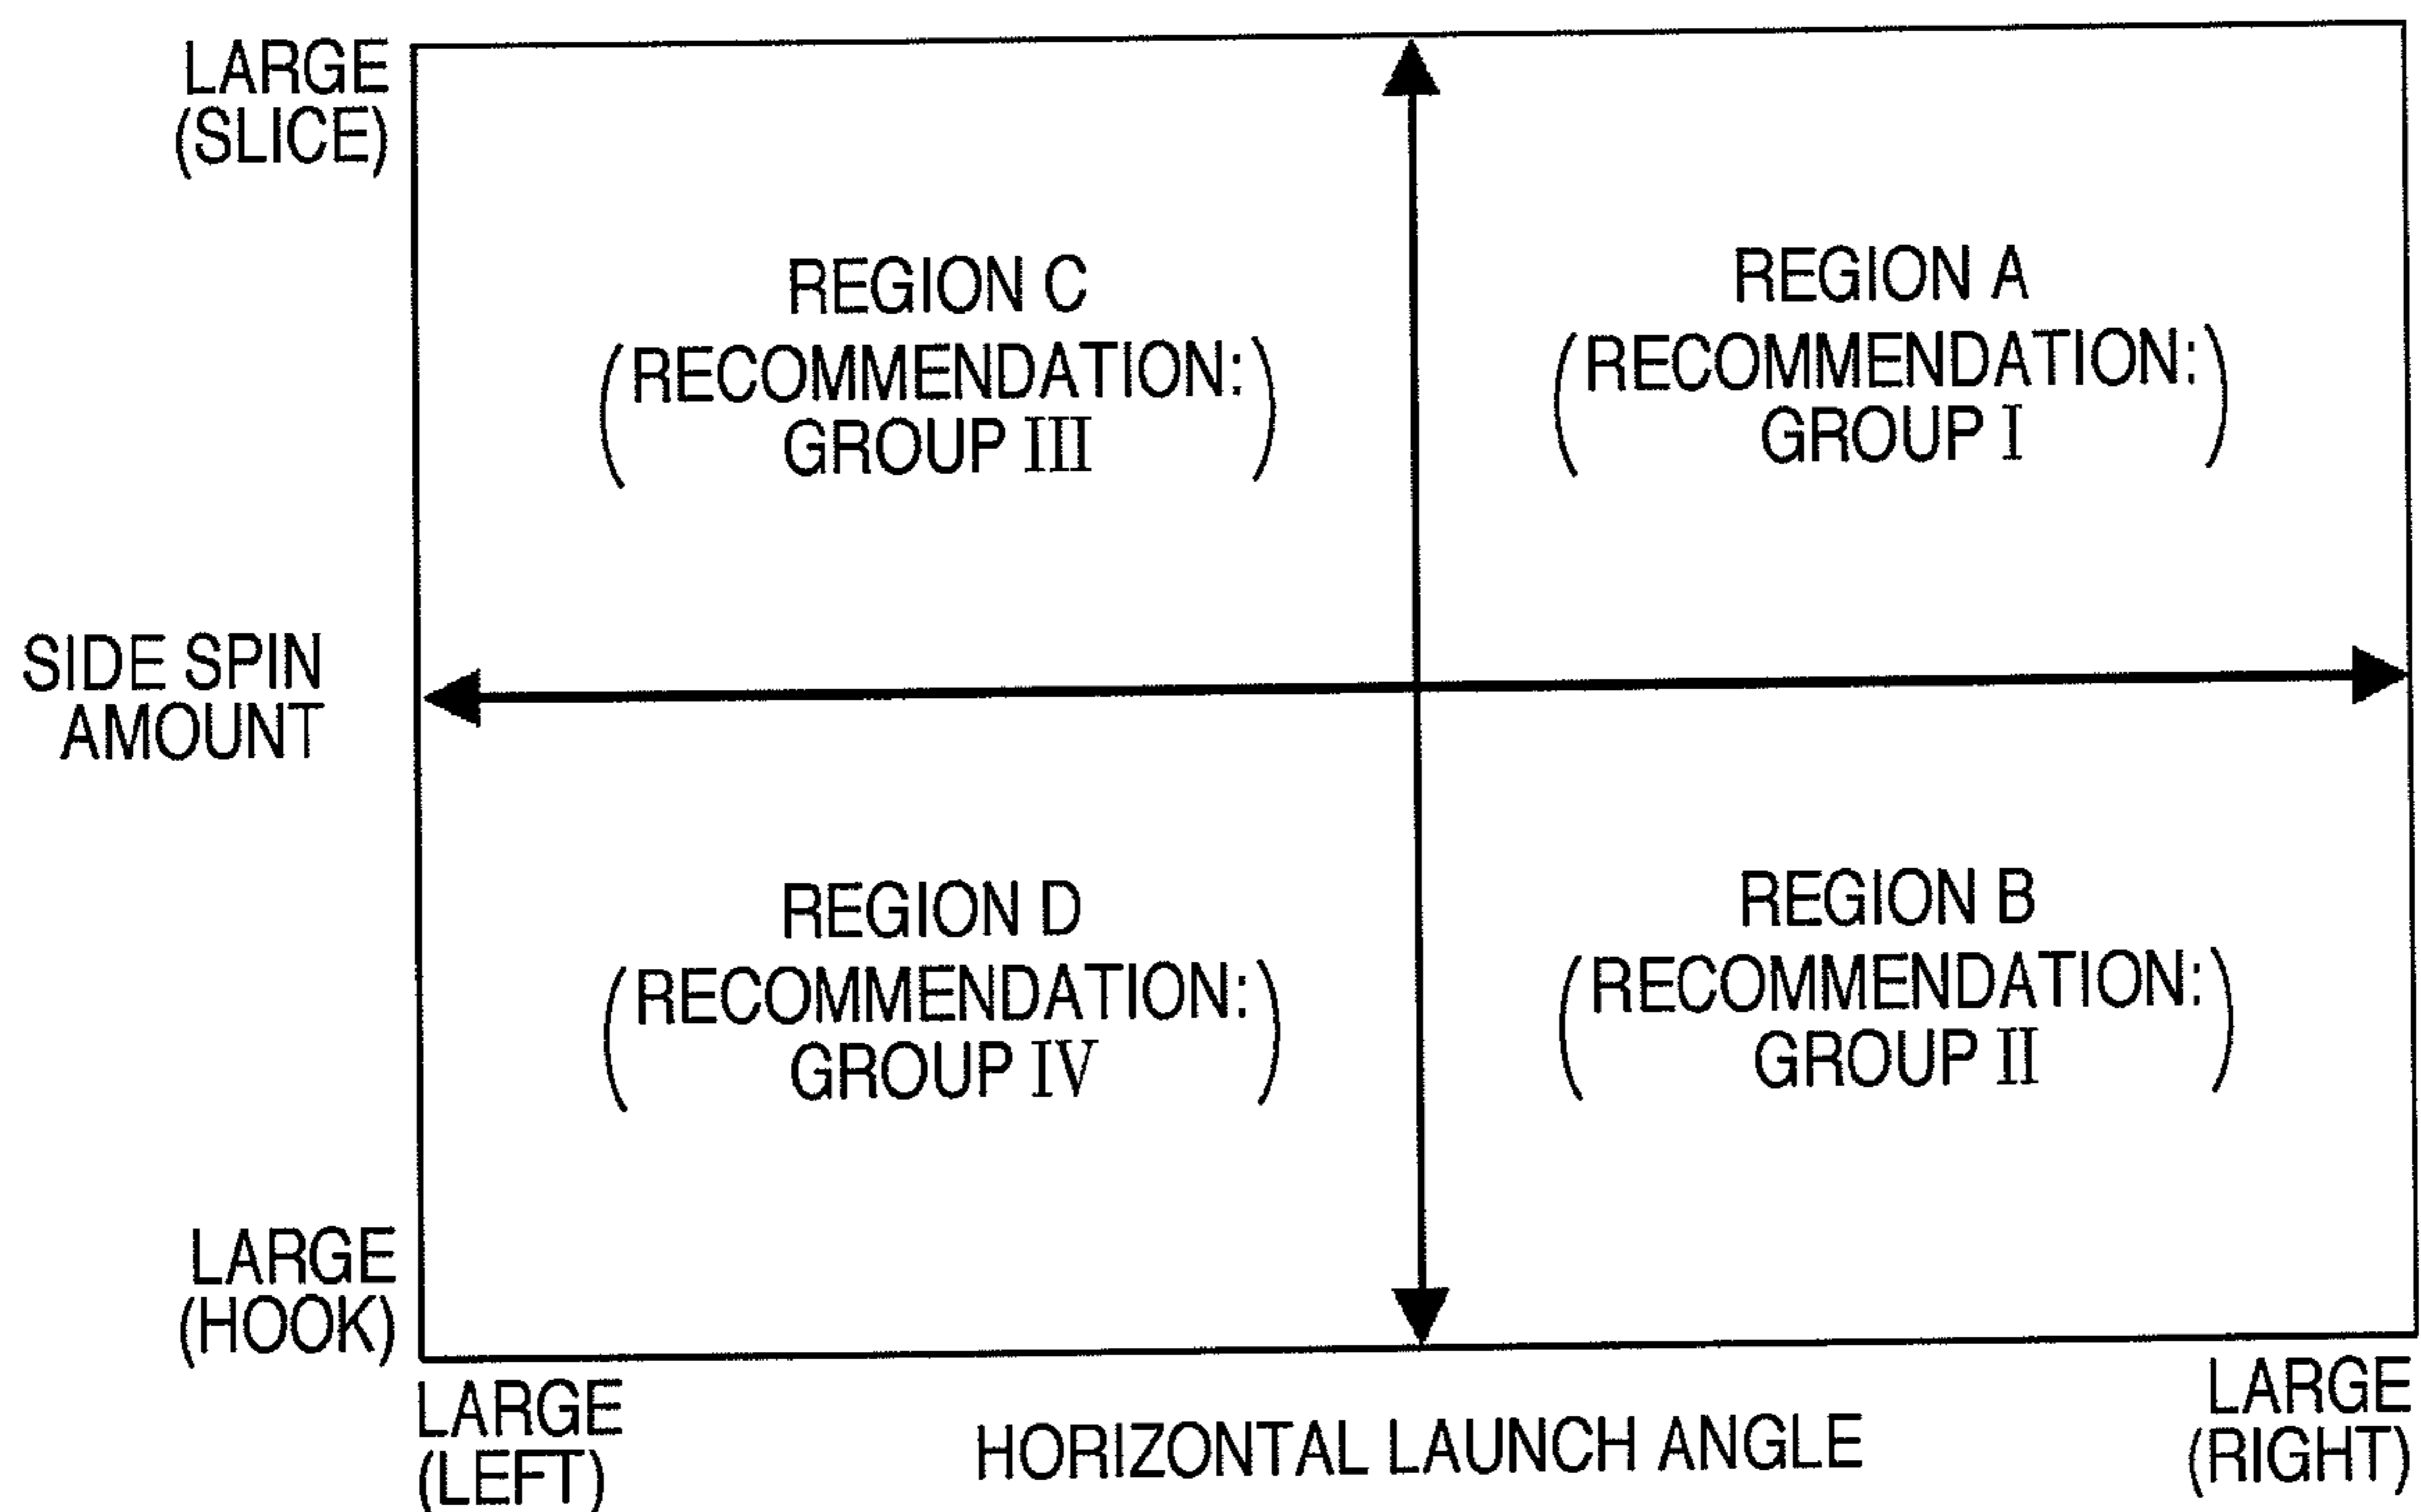 LARGE
(SLICE)
REGION C
(RECOMMENDATION:
GROUP III)
REGION A
(RECOMMENDATION:
GROUP I)
SIDE SPIN
AMOUNT
REGION D
(RECOMMENDATION:
GROUP IV)
REGION B
(RECOMMENDATION:
GROUP II)
LARGE
(HOOK)
LARGE
(LEFT)
HORIZONTAL LAUNCH ANGLE
LARGE
(RIGHT)